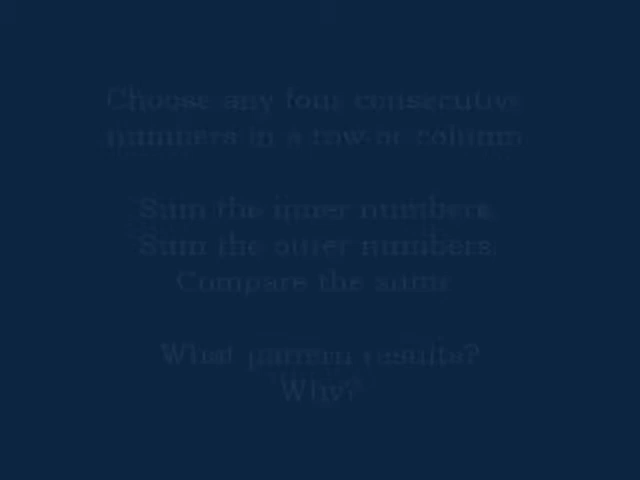 Choose any four consecutive
numbers in a row or column
Sum the inner numbers
Sum the outer numbers
Compare the sums
What pattern results?
Why?